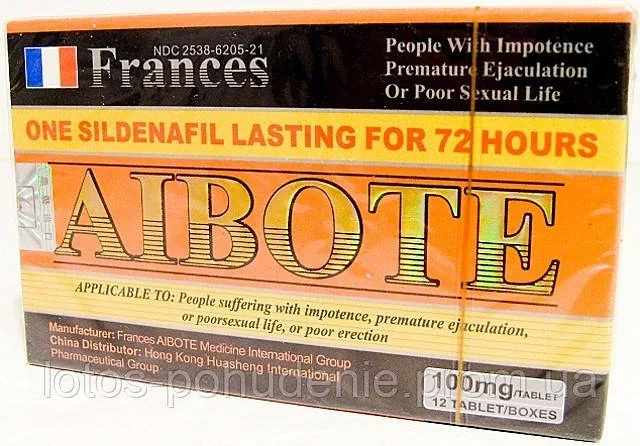 NDC 2538-6205-21
Frances
People With Impotence
Premature Ejaculation
Or Poor Sexual Life
ONE SILDENAFIL LASTING FOR 72 HOURS
AIBOTE
APPLICABLE TO: People suffering with impotence, premature ejaculation,
or poorsexual life, or poor erection
Manufacturer: Frances AIBOTE Medicine International Group
China Distributor: Hong Kong Huasheng International
Pharmaceutical Group
100mg/TABLET
12 TABLET/BOXES
lotos-pohudenie.prom.ua